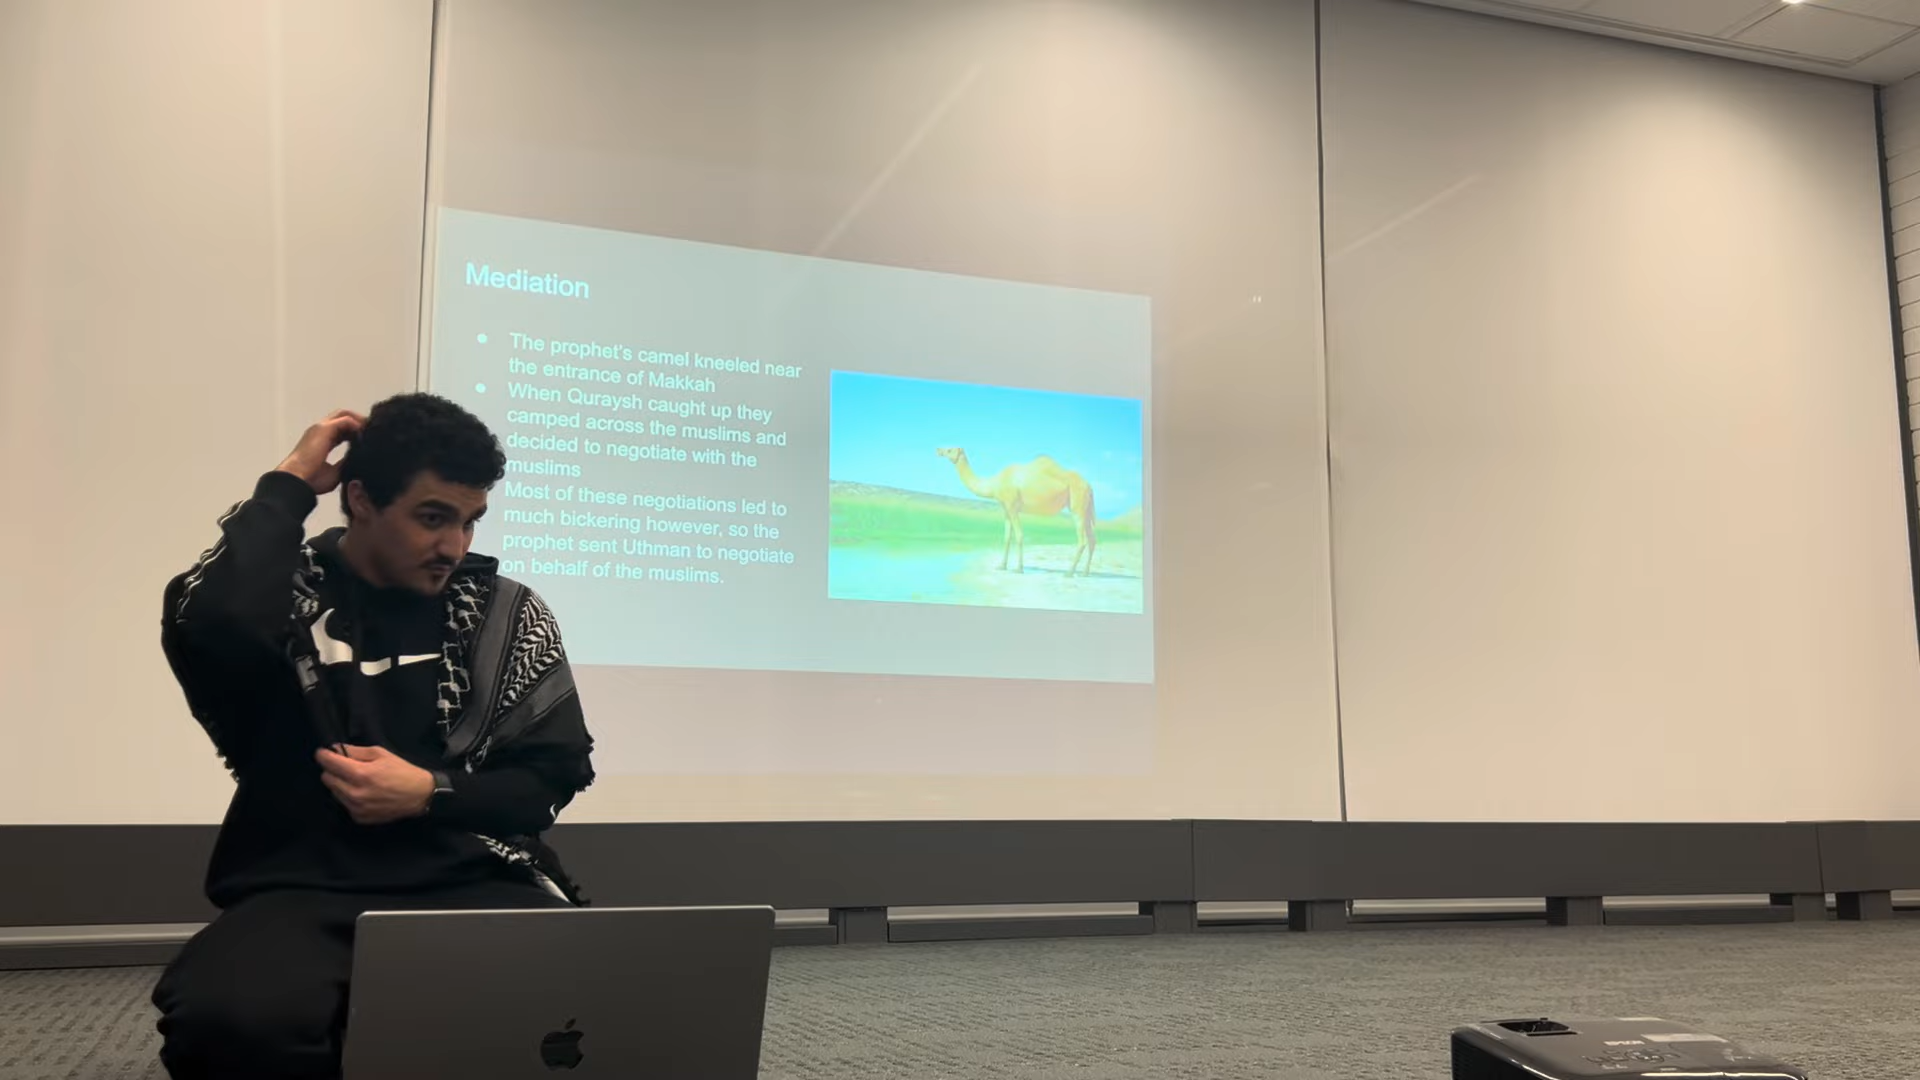 Mediation
● The prophet's camel kneeled near
the entrance of Makkah
● When Quraysh caught up they
camped across the muslims and
decided to negotiate with the
muslims
Most of these negotiations led to
much bickering however, so the
prophet sent Uthman to negotiate
on behalf of the muslims.
EPSON